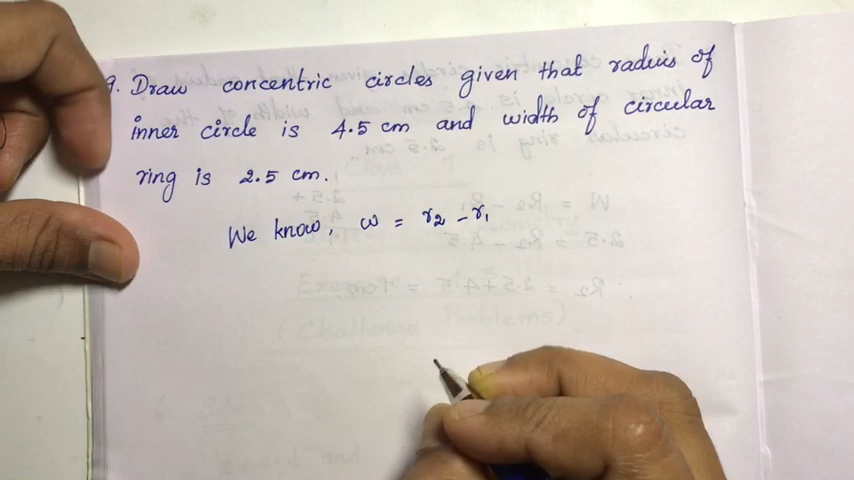 9. Draw concentric circles given that radius of
inner circle is 4.5 cm and width of circular
ring is 2.5 cm.
We know, w = r₂ - r₁